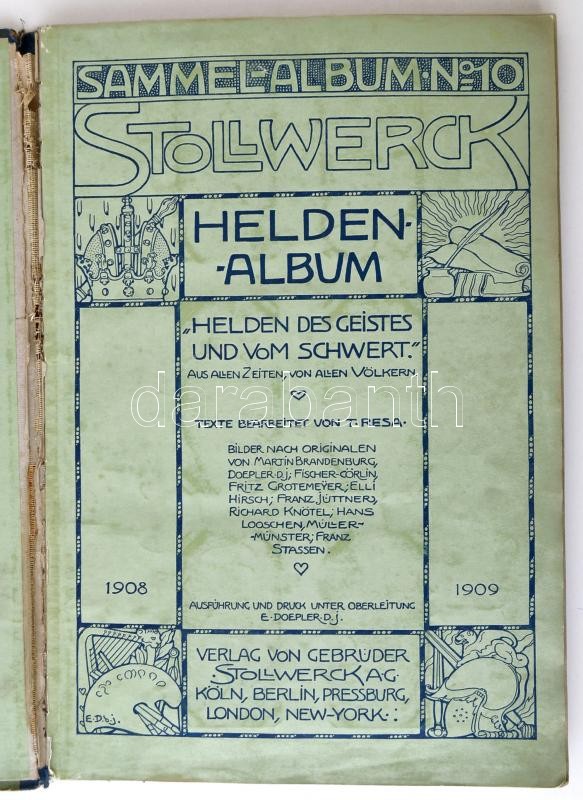 SAMMEL-ALBUM·No10
STOLLWERCK
HELDEN-
-ALBUM
„HELDEN DES GEISTES
UND VOM SCHWERT."
AUS ALLEN ZEITEN, VON ALLEN VÖLKERN
TEXTE BEARBEITET VON T. RESA.
BILDER NACH ORIGINALEN
VON MARTIN BRANDENBURG,
DOEPLER·D.J; FISCHER-CÖRLIN,
FRITZ GROTEMEŸER; ELLI
HIRSCH; FRANZ JÜTTNER,
RICHARD KNÖTEL; HANS
LOOSCHEN, MÜLLER-
-MÜNSTER; FRANZ
STASSEN.
1908
1909
AUSFÜHRUNG UND DRUCK UNTER OBERLEITUNG
E·DOEPLER·D.J.
VERLAG VON GEBRÜDER
STOLLWERCK AG.
KÖLN, BERLIN, PRESSBURG,
LONDON, NEW-YORK·:
E.D.d.j.
darabanth